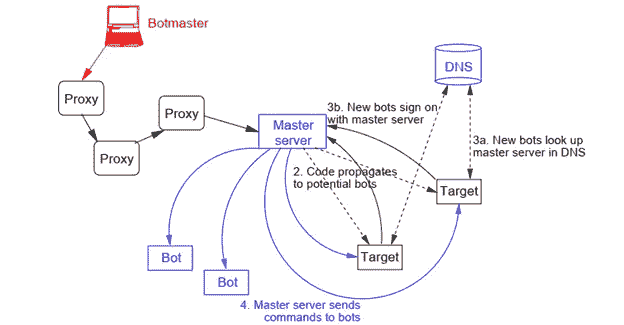 Botmaster
DNS
Proxy
Proxy
Proxy
Master
server
3b. New bots sign on
with master server
3a. New bots look up
master server in DNS
2. Code propagates
to potential bots
Target
Target
Bot
Bot
4. Master server sends
commands to bots